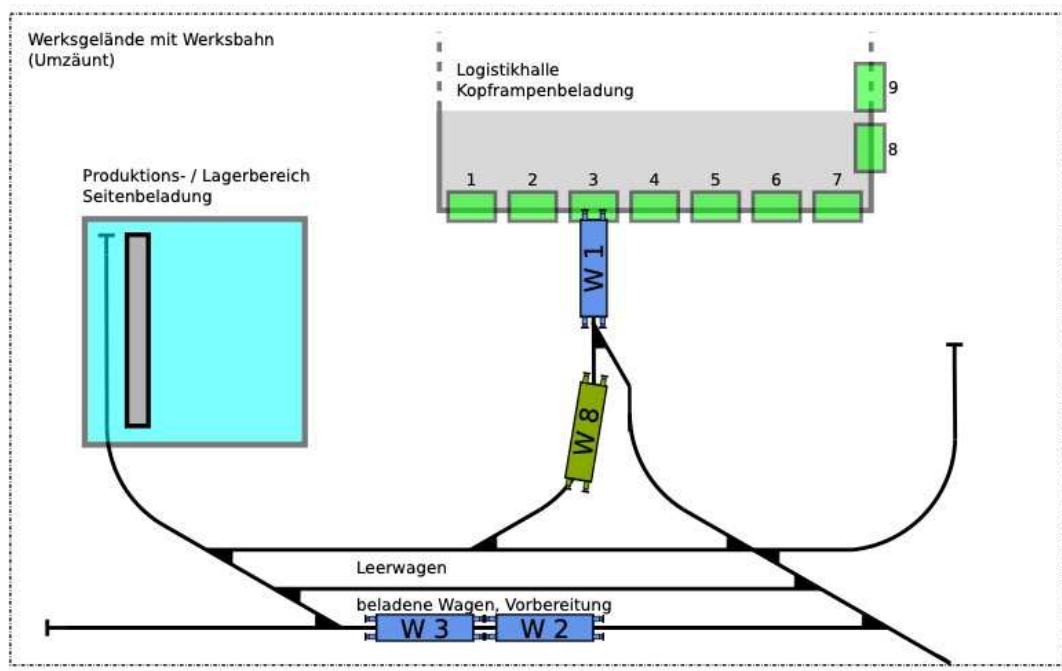 Werksgelände mit Werksbahn
(Umzäunt)
Logistikhalle
Kopframpenbeladung
9
8
Produktions- / Lagerbereich
Seitenbeladung
1 2 3 4 5 6 7
W 1
W 8
Leerwagen
beladene Wagen, Vorbereitung
W 3 W 2